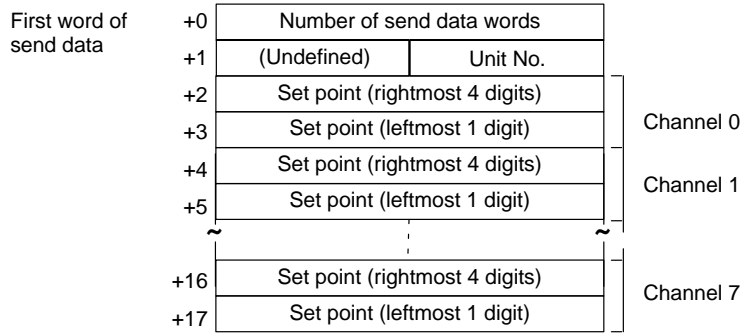 First word of
send data
+0 Number of send data words
+1 (Undefined) Unit No.
+2 Set point (rightmost 4 digits)
+3 Set point (leftmost 1 digit)
Channel 0
+4 Set point (rightmost 4 digits)
+5 Set point (leftmost 1 digit)
Channel 1
+16 Set point (rightmost 4 digits)
+17 Set point (leftmost 1 digit)
Channel 7